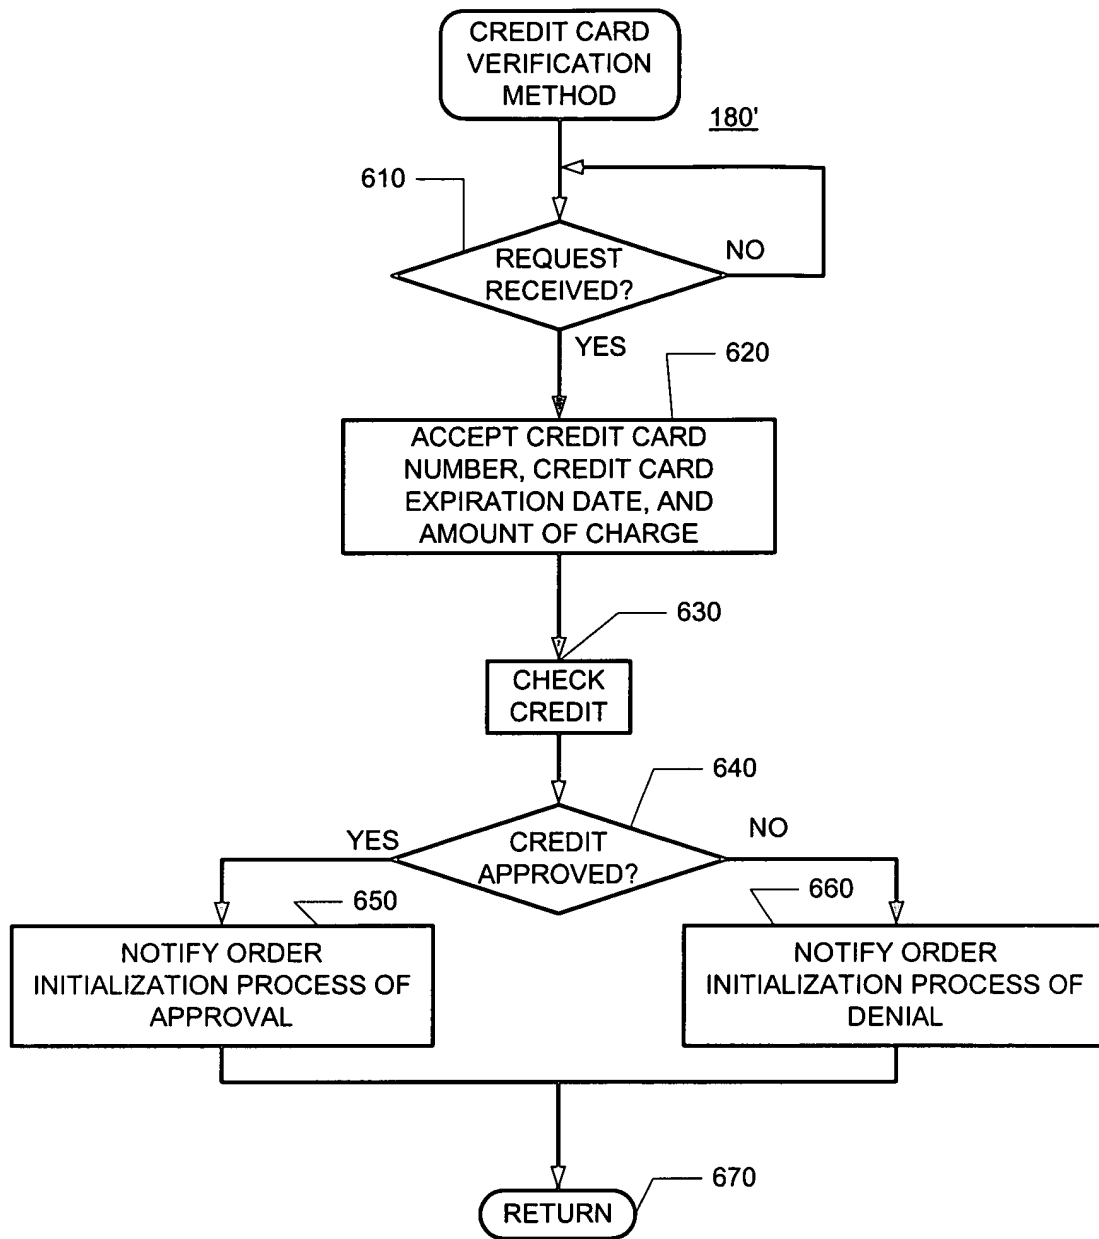 CREDIT CARD
VERIFICATION
METHOD
180'
610
REQUEST
RECEIVED?
NO
YES
620
ACCEPT CREDIT CARD
NUMBER, CREDIT CARD
EXPIRATION DATE, AND
AMOUNT OF CHARGE
630
CHECK
CREDIT
640
CREDIT
APPROVED?
YES
NO
650
NOTIFY ORDER
INITIALIZATION PROCESS OF
APPROVAL
660
NOTIFY ORDER
INITIALIZATION PROCESS OF
DENIAL
RETURN
670